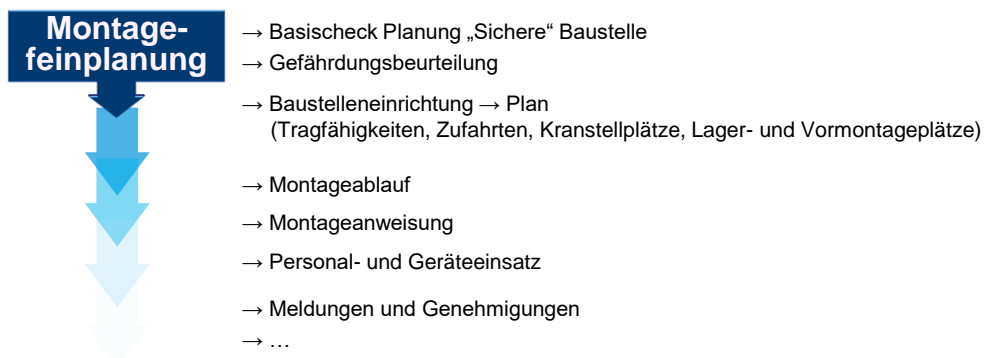 Montage-
feinplanung
→ Basischeck Planung „Sichere” Baustelle
→ Gefährdungsbeurteilung
→ Baustelleneinrichtung → Plan
(Tragfähigkeiten, Zufahrten, Kranstellplätze, Lager- und Vormontageplätze)
→ Montageablauf
→ Montageanweisung
→ Personal- und Geräteeinsatz
→ Meldungen und Genehmigungen
→ …